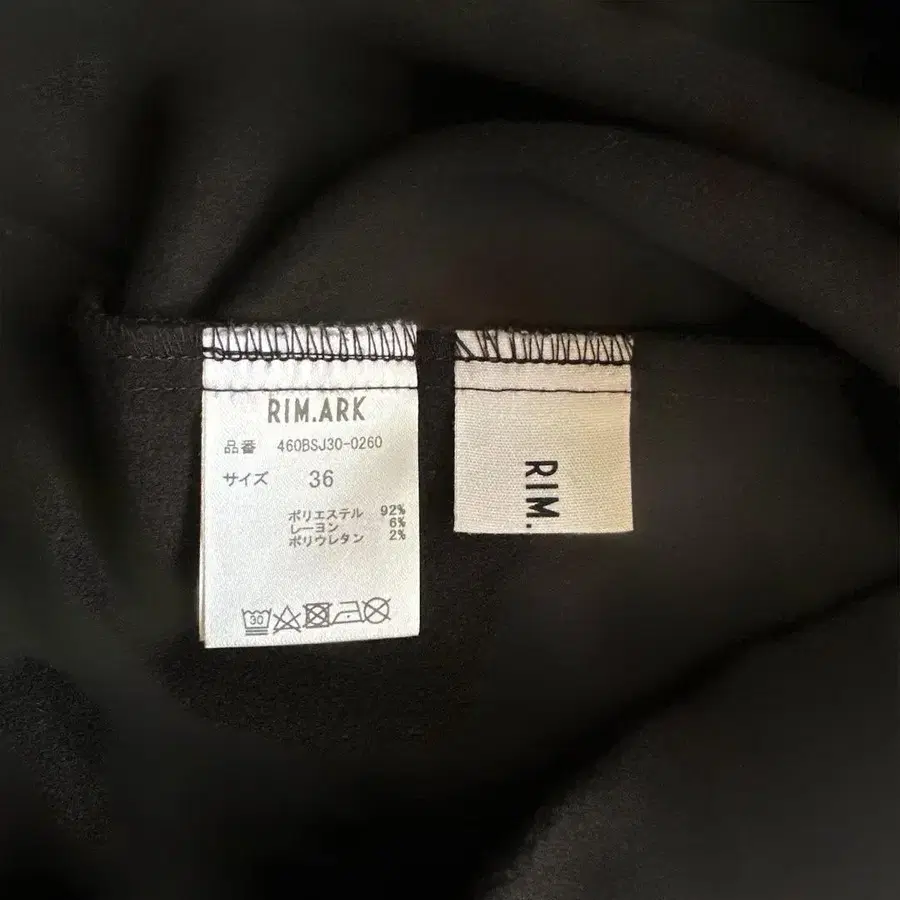 RIM.ARK
品番 460BSJ30-0260
サイズ 36
ポリエステル 92%
レーヨン 6%
ポリウレタン 2%
30
RIM.